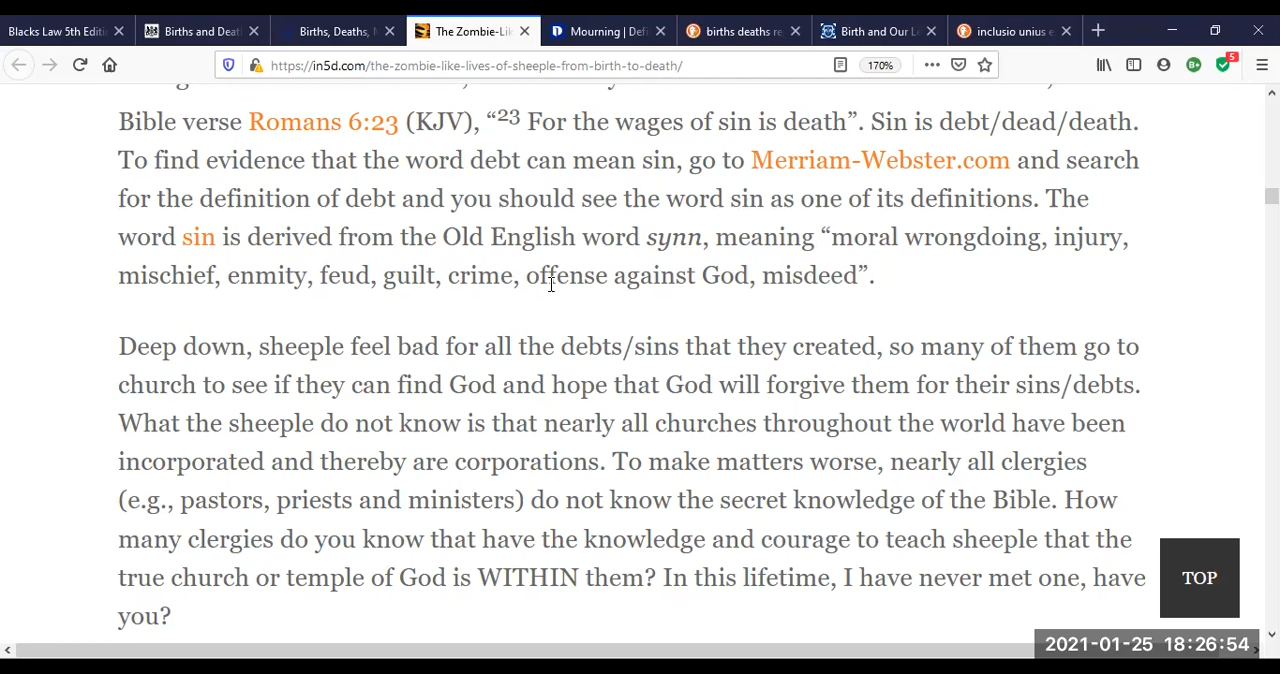 Blacks Law 5th Editi
Births and Deat
Births, Deaths, M
The Zombie-Lik
Mourning | Defi
births deaths re
Birth and Our Le
inclusio unius e
https://in5d.com/the-zombie-like-lives-of-sheeple-from-birth-to-death/
170%
5
Bible verse Romans 6:23 (KJV), “23 For the wages of sin is death”. Sin is debt/dead/death.
To find evidence that the word debt can mean sin, go to Merriam-Webster.com and search
for the definition of debt and you should see the word sin as one of its definitions. The
word sin is derived from the Old English word synn, meaning “moral wrongdoing, injury,
mischief, enmity, feud, guilt, crime, offense against God, misdeed”.
Deep down, sheeple feel bad for all the debts/sins that they created, so many of them go to
church to see if they can find God and hope that God will forgive them for their sins/debts.
What the sheeple do not know is that nearly all churches throughout the world have been
incorporated and thereby are corporations. To make matters worse, nearly all clergies
(e.g., pastors, priests and ministers) do not know the secret knowledge of the Bible. How
many clergies do you know that have the knowledge and courage to teach sheeple that the
true church or temple of God is WITHIN them? In this lifetime, I have never met one, have
you?
TOP
2021-01-25 18:26:54